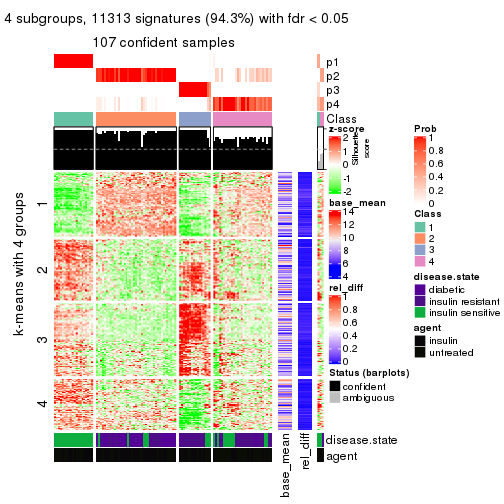 4 subgroups, 11313 signatures (94.3%) with fdr < 0.05
107 confident samples
p1
p2
p3
p4
Class
Silhouette
score
k-means with 4 groups
1
2
3
4
z-score
2
1
0
-1
-2
base_mean
14
12
10
8
6
4
rel_diff
1
0.8
0.6
0.4
0.2
0
Status (barplots)
confident
ambiguous
Prob
1
0.8
0.6
0.4
0.2
0
Class
1
2
3
4
disease.state
diabetic
insulin resistant
insulin sensitive
agent
insulin
untreated
disease.state
agent
base_mean
rel_diff